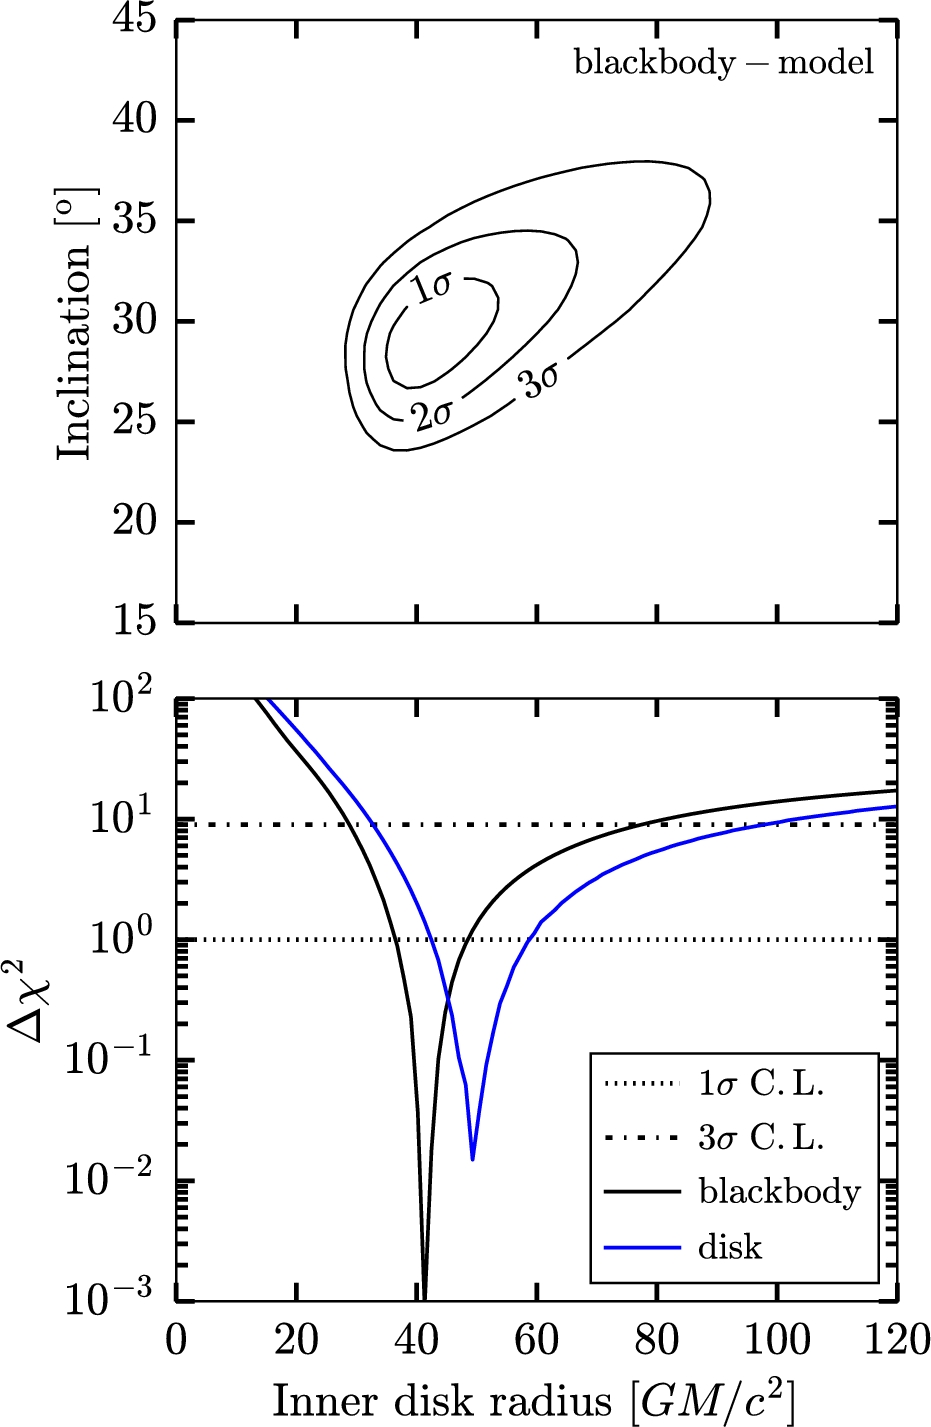 blackbody – model
45
40
35
30
25
20
15
Inclination [º]
1σ
2σ
3σ
10²
10¹
10⁰
10⁻¹
10⁻²
10⁻³
Δχ²
1σ C.L.
3σ C.L.
blackbody
disk
0 20 40 60 80 100 120
Inner disk radius [GM/c²]